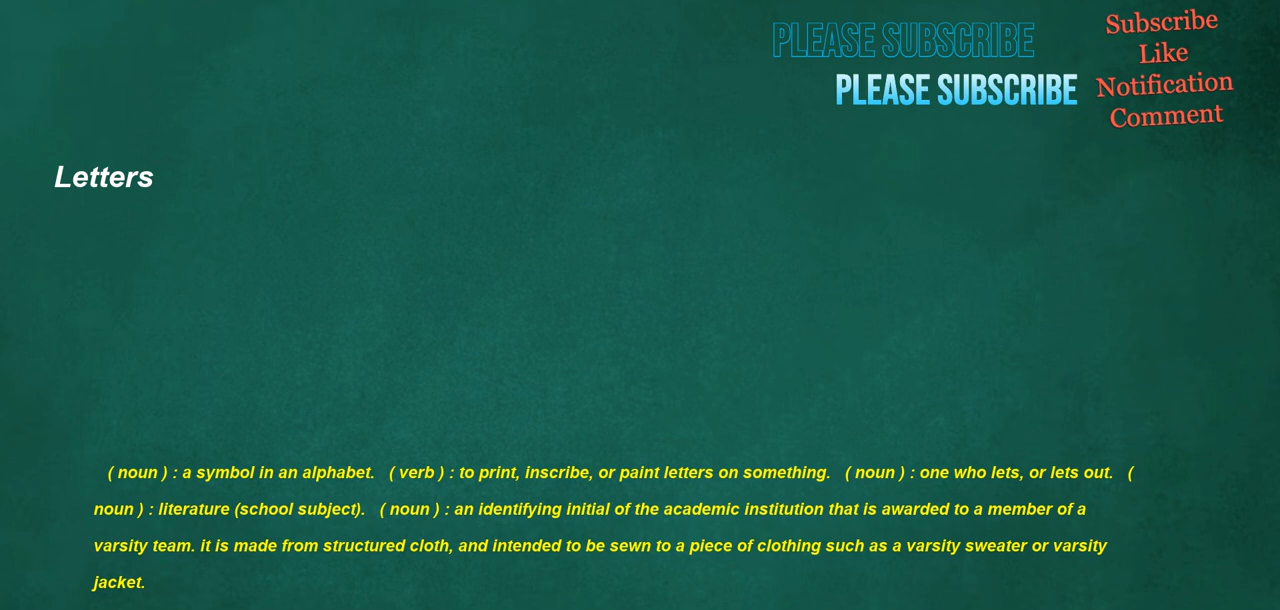 PLEASE SUBSCRIBE
PLEASE SUBSCRIBE
Subscribe
Like
Notification
Comment
Letters
( noun ) : a symbol in an alphabet. ( verb ) : to print, inscribe, or paint letters on something. ( noun ) : one who lets, or lets out. (
noun ) : literature (school subject). ( noun ) : an identifying initial of the academic institution that is awarded to a member of a
varsity team. it is made from structured cloth, and intended to be sewn to a piece of clothing such as a varsity sweater or varsity
jacket.